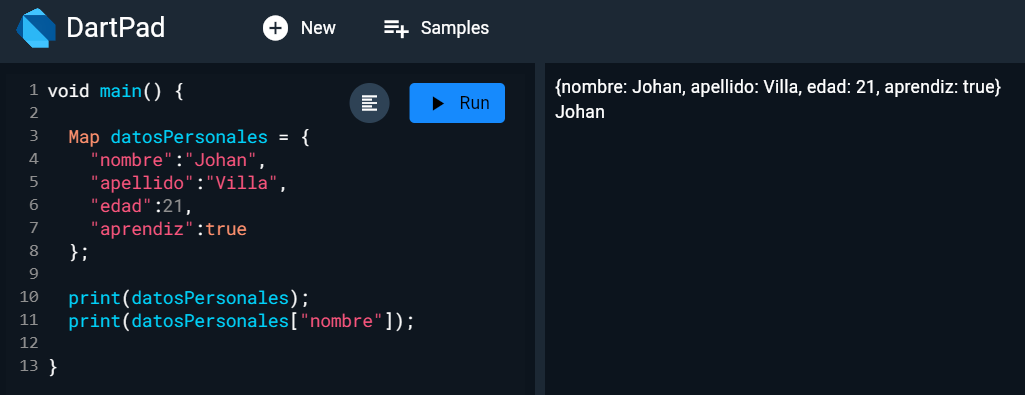 DartPad
New
Samples
Run
1 void main() {
2
3 Map datosPersonales = {
4 "nombre":"Johan",
5 "apellido":"Villa",
6 "edad":21,
7 "aprendiz":true
8 };
9
10 print(datosPersonales);
11 print(datosPersonales["nombre"]);
12
13 }
{nombre: Johan, apellido: Villa, edad: 21, aprendiz: true}
Johan